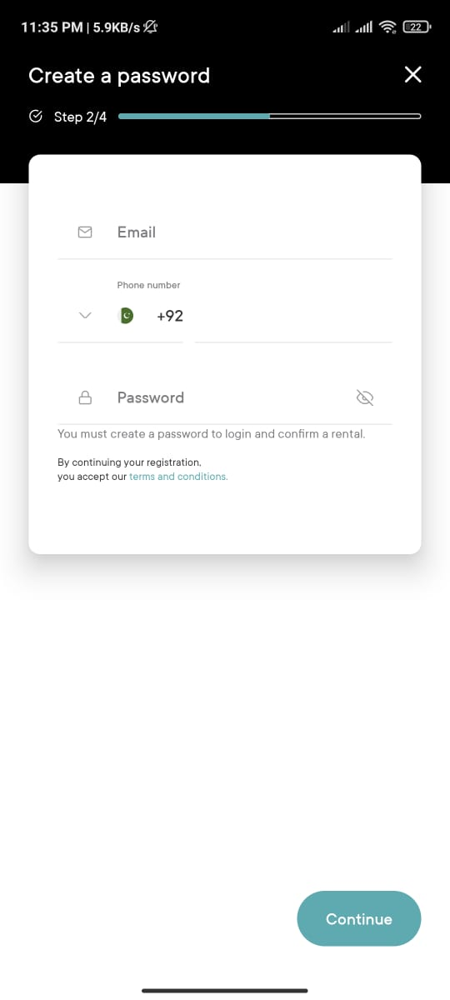 11:35 PM | 5.9KB/s
22
Create a password
Step 2/4
Email
Phone number
+92
Password
You must create a password to login and confirm a rental.
By continuing your registration,
you accept our terms and conditions.
Continue